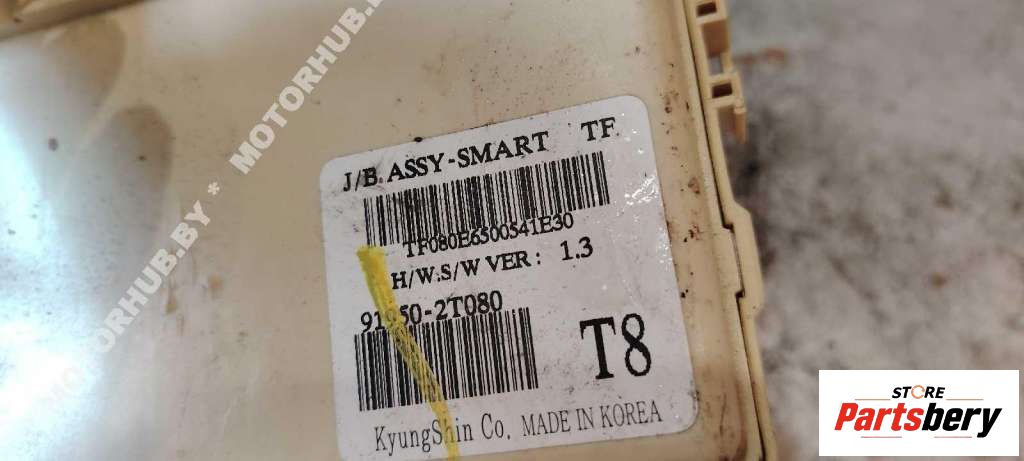 MOTORHUB.BY * MOTORHUB.BY
J/B ASSY-SMART TF
TF080E6500541E30
H/W:S/W VER: 1.3
91950-2T080
T8
KyungShin Co. MADE IN KOREA
STORE
Partsbery